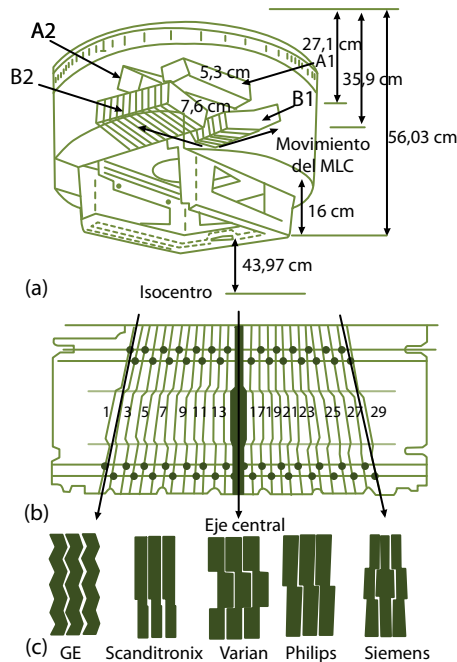 A2
27,1 cm
5,3 cm
A1
B2
35,9 cm
7,6 cm
B1
56,03 cm
Movimiento
del MLC
16 cm
43,97 cm
(a)
Isocentro
1 3 5 7 9 11 13 17 19 21 23 25 27 29
(b)
Eje central
(c)
GE Scanditronix Varian Philips Siemens